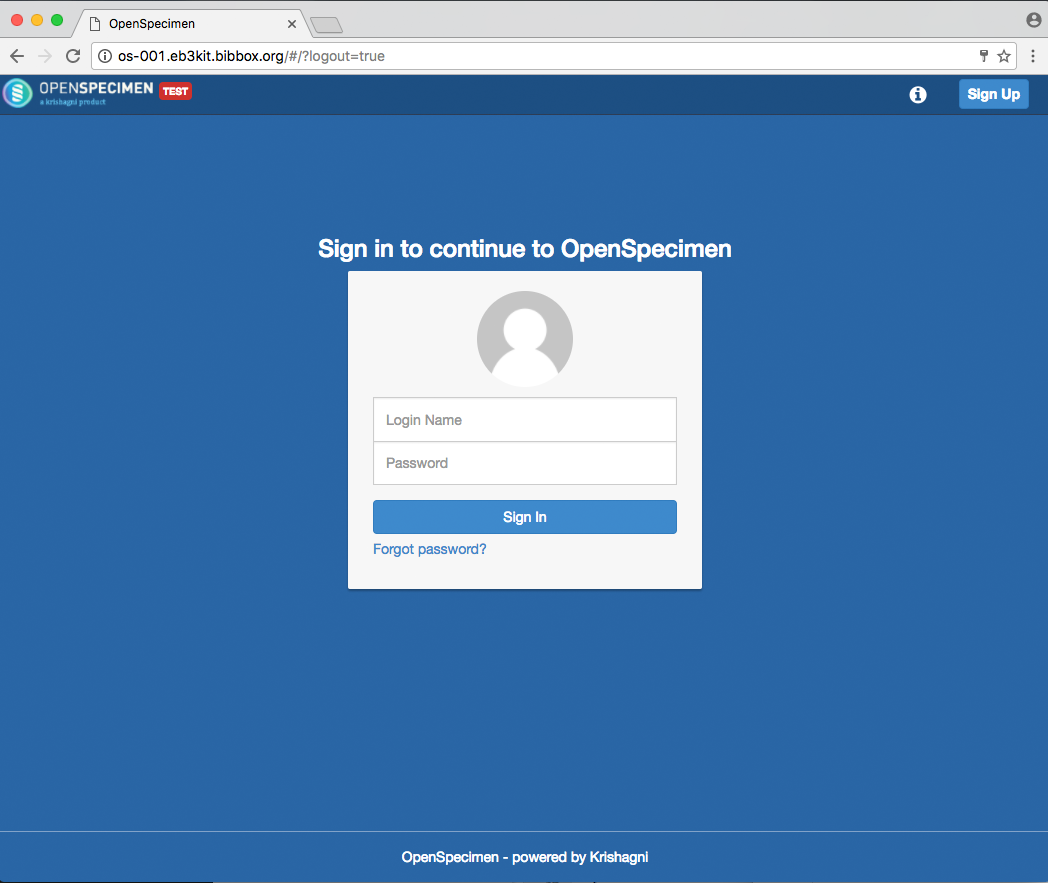 OpenSpecimen
os-001.eb3kit.bibbox.org/#/?logout=true
OPENSPECIMEN TEST
a krishagni product
Sign Up
Sign in to continue to OpenSpecimen
Login Name
Password
Sign In
Forgot password?
OpenSpecimen - powered by Krishagni